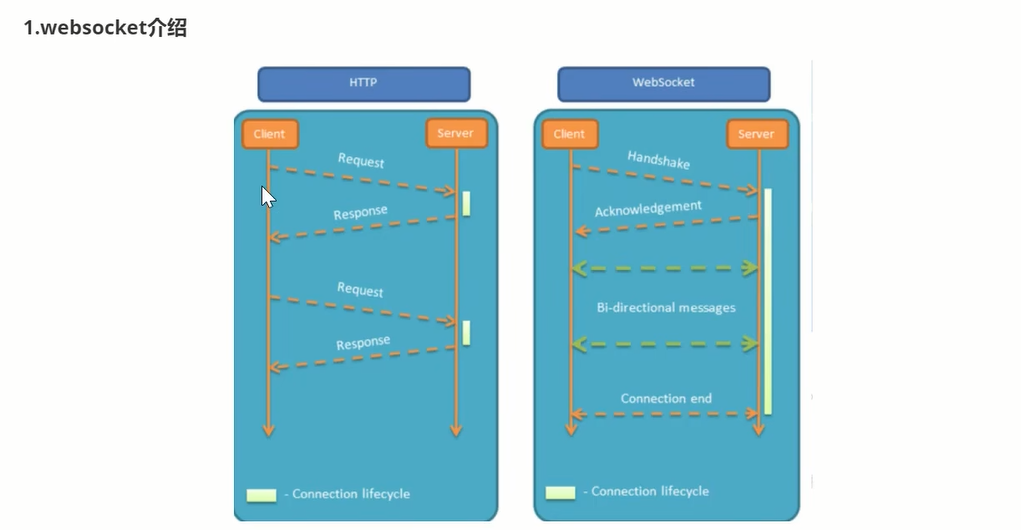 1.websocket介绍
HTTP
Client
Server
Request
Response
Request
Response
- Connection lifecycle
WebSocket
Client
Server
Handshake
Acknowledgement
Bi-directional messages
Connection end
- Connection lifecycle